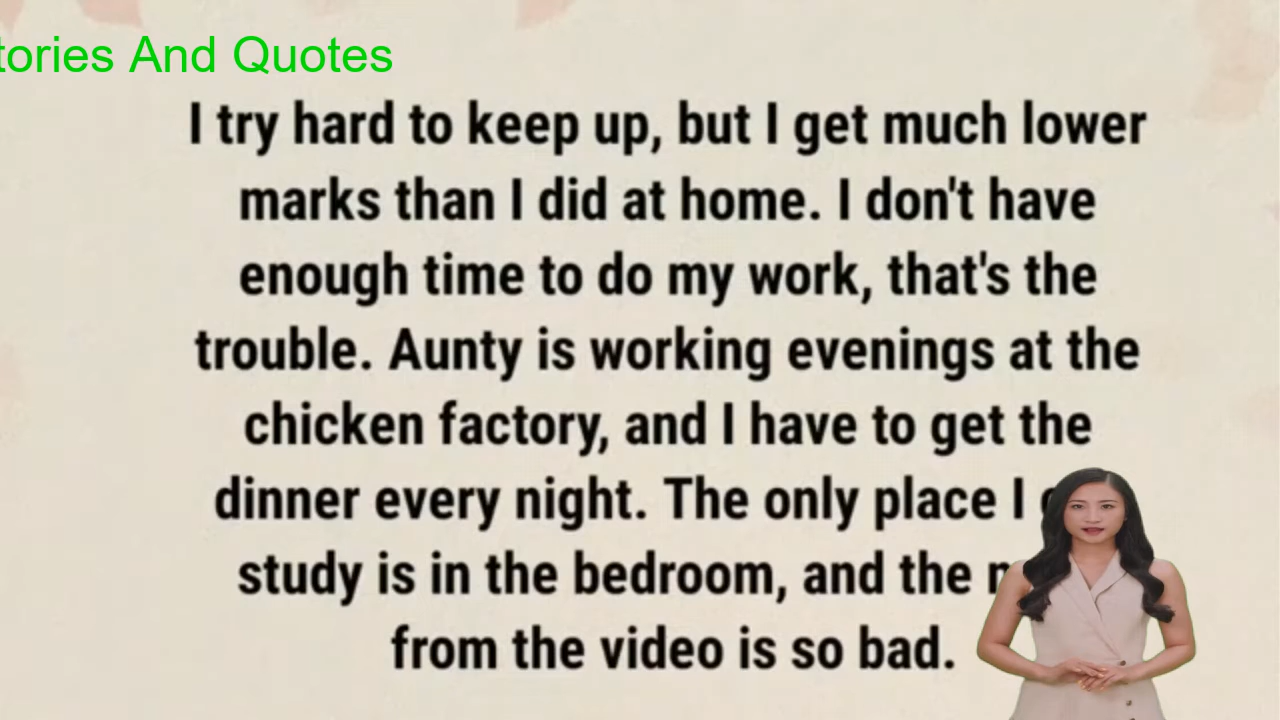 tories And Quotes
I try hard to keep up, but I get much lower
marks than I did at home. I don't have
enough time to do my work, that's the
trouble. Aunty is working evenings at the
chicken factory, and I have to get the
dinner every night. The only place I
study is in the bedroom, and the
from the video is so bad.